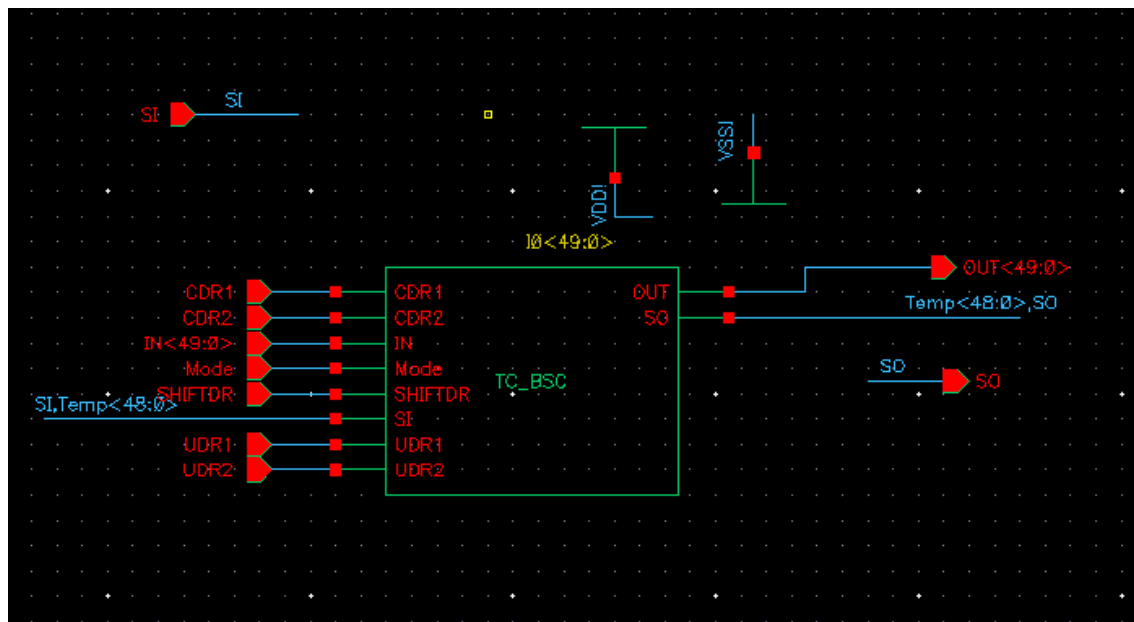 SI
SI
VDD!
VSS!
I0<49:0>
CDR1
CDR1
OUT
OUT<49:0>
CDR2
CDR2
SO
Temp<48:0>,SO
IN<49:0>
IN
Mode
Mode
TC_BSC
SO
SO
SHIFTDR
SHIFTDR
SI,Temp<48:0>
SI
UDR1
UDR1
UDR2
UDR2